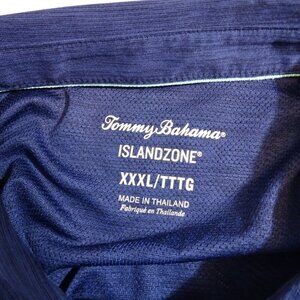 Tommy Bahama®
ISLANDZONE®
XXXL/TTTG
MADE IN THAILAND
Fabriqué en Thaïlande